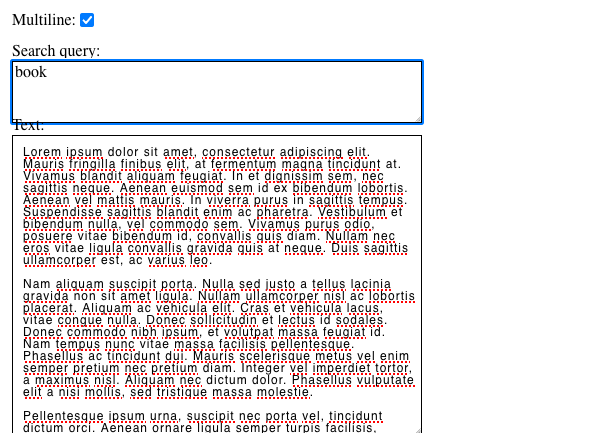 Multiline:
Search query:
book
Text:
Lorem ipsum dolor sit amet, consectetur adipiscing elit.
Mauris fringilla finibus elit, at fermentum magna tincidunt at.
Vivamus blandit aliquam feugiat. In et dignissim sem, nec
sagittis neque. Aenean euismod sem id ex bibendum lobortis.
Aenean vel mattis mauris. In viverra purus in sagittis tempus.
Suspendisse sagittis blandit enim ac pharetra. Vestibulum et
bibendum nulla, vel commodo sem. Vivamus purus odio,
posuere vitae bibendum id, convallis quis diam. Nullam nec
eros vitae ligula convallis gravida quis at neque. Duis sagittis
ullamcorper est, ac varius leo.
Nam aliquam suscipit porta. Nulla sed justo a tellus lacinia
gravida non sit amet ligula. Nullam ullamcorper nisl ac lobortis
placerat. Aliquam ac vehicula elit. Cras et vehicula lacus,
vitae congue nulla. Donec sollicitudin et lectus id sodales.
Donec commodo nibh ipsum, et volutpat massa feugiat id.
Nam tempus nunc vitae massa facilisis pellentesque.
Phasellus ac tincidunt dui. Mauris scelerisque metus vel enim
semper pretium nec pretium diam. Integer vel imperdiet tortor,
a maximus nisl. Aliquam nec dictum dolor. Phasellus vulputate
elit a nisi mollis, sed tristique massa molestie.
Pellentesque ipsum urna, suscipit nec porta vel, tincidunt
dictum orci. Aenean ornare ligula semper turpis facilisis,